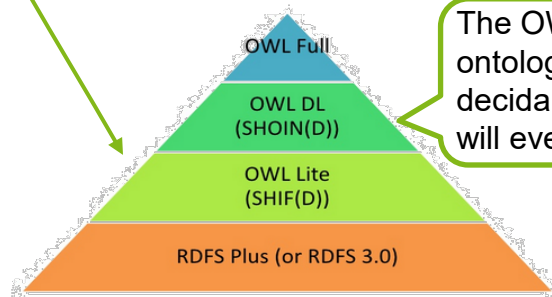 The OW
ontolog
decida
will eve
OWL Full
OWL DL
(SHOIN(D))
OWL Lite
(SHIF(D))
RDFS Plus (or RDFS 3.0)